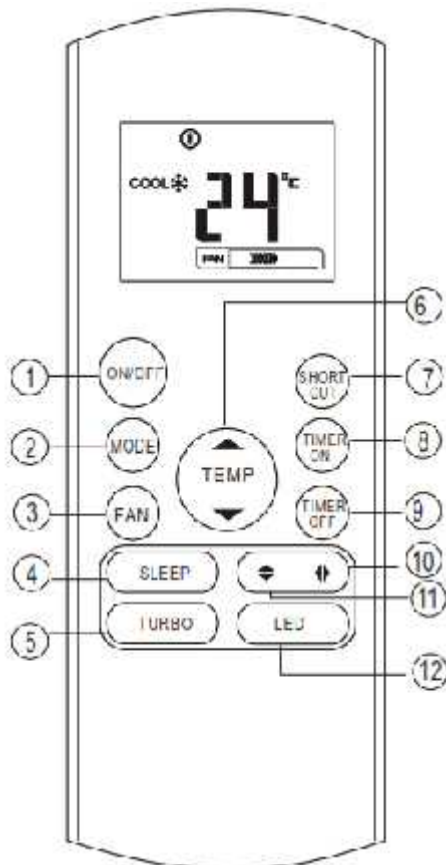 COOL
24°C
FAN
6
1
ON/OFF
SHORT
CUT
7
2
MODE
TEMP
TIMER
ON
8
3
FAN
TIMER
OFF
9
4
SLEEP
10
11
5
TURBO
LED
12